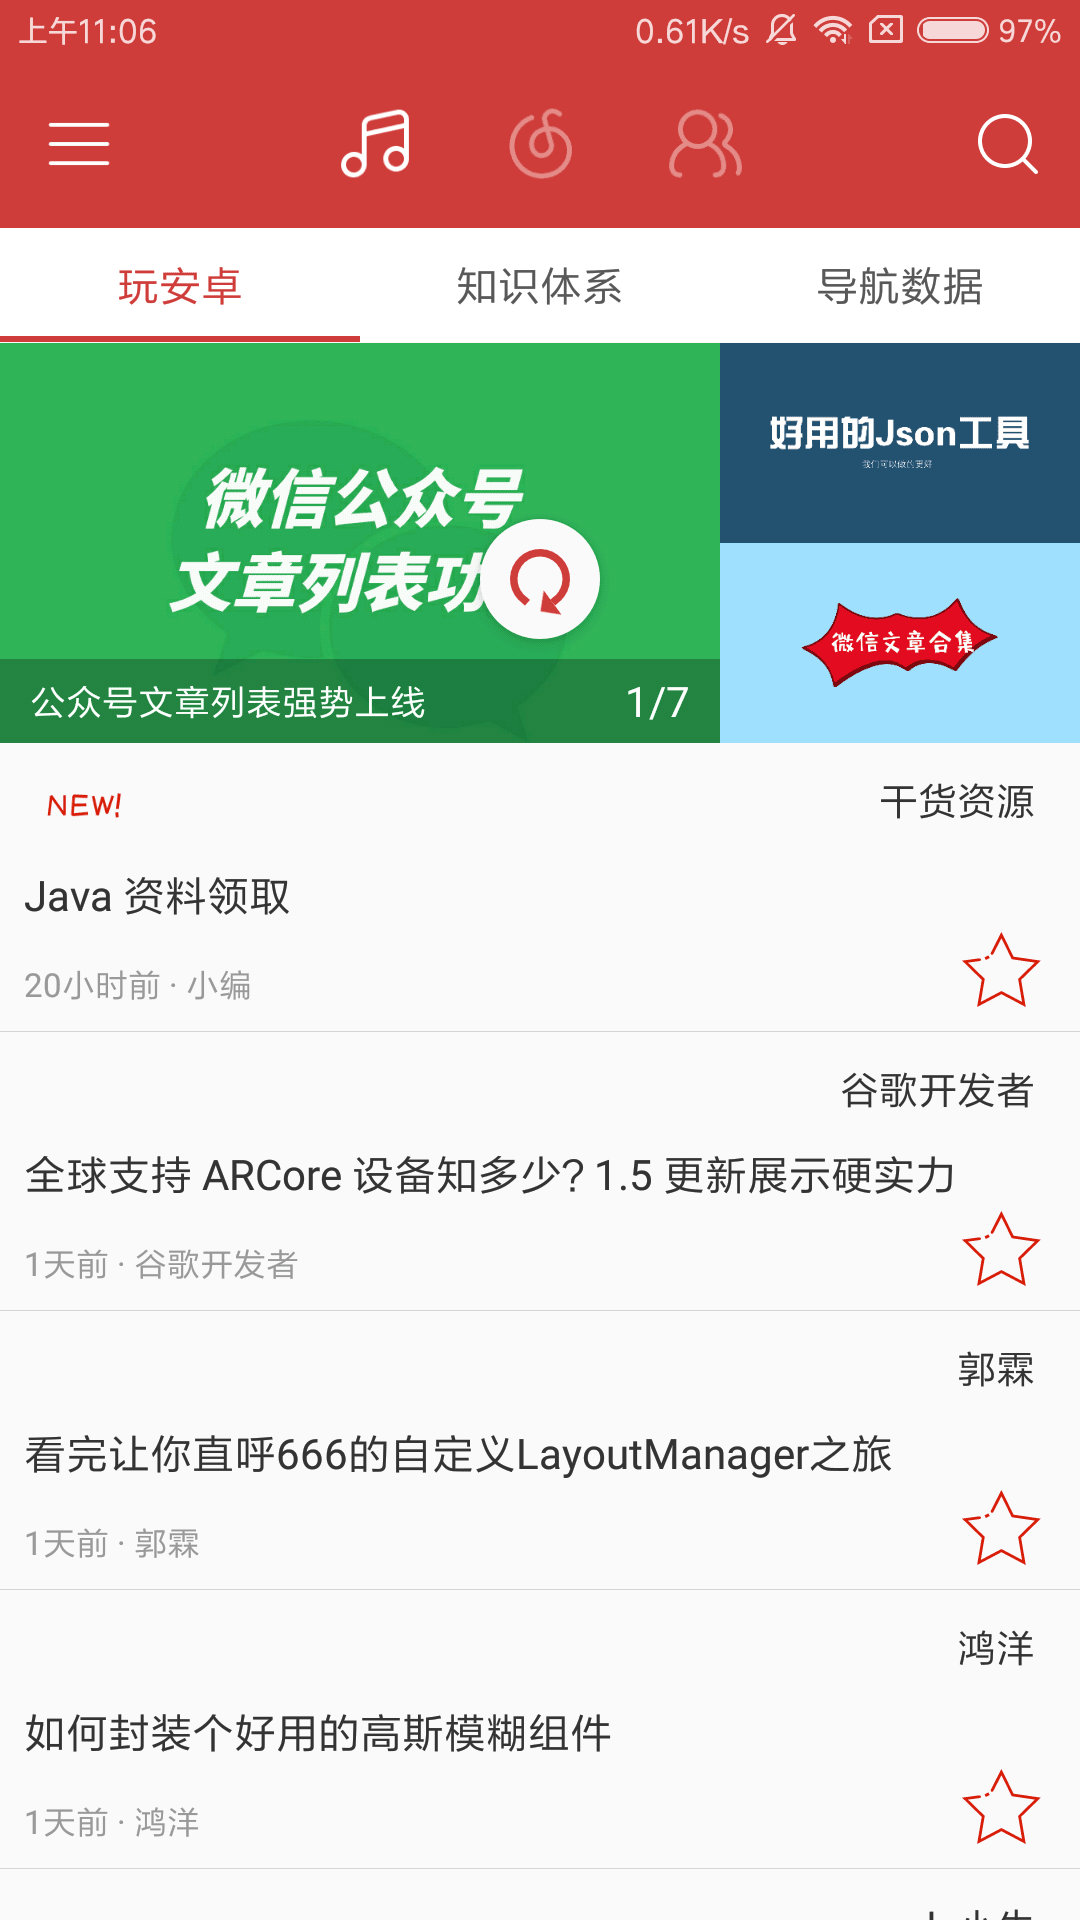 上午11:06
0.61K/s
97%
玩安卓
知识体系
导航数据
微信公众号
文章列表功
公众号文章列表强势上线
1/7
好用的Json工具
我们可以做的更好
微信文章合集
NEW!
干货资源
Java 资料领取
20小时前 · 小编
谷歌开发者
全球支持 ARCore 设备知多少? 1.5 更新展示硬实力
1天前 · 谷歌开发者
郭霖
看完让你直呼666的自定义LayoutManager之旅
1天前 · 郭霖
鸿洋
如何封装个好用的高斯模糊组件
1天前 · 鸿洋